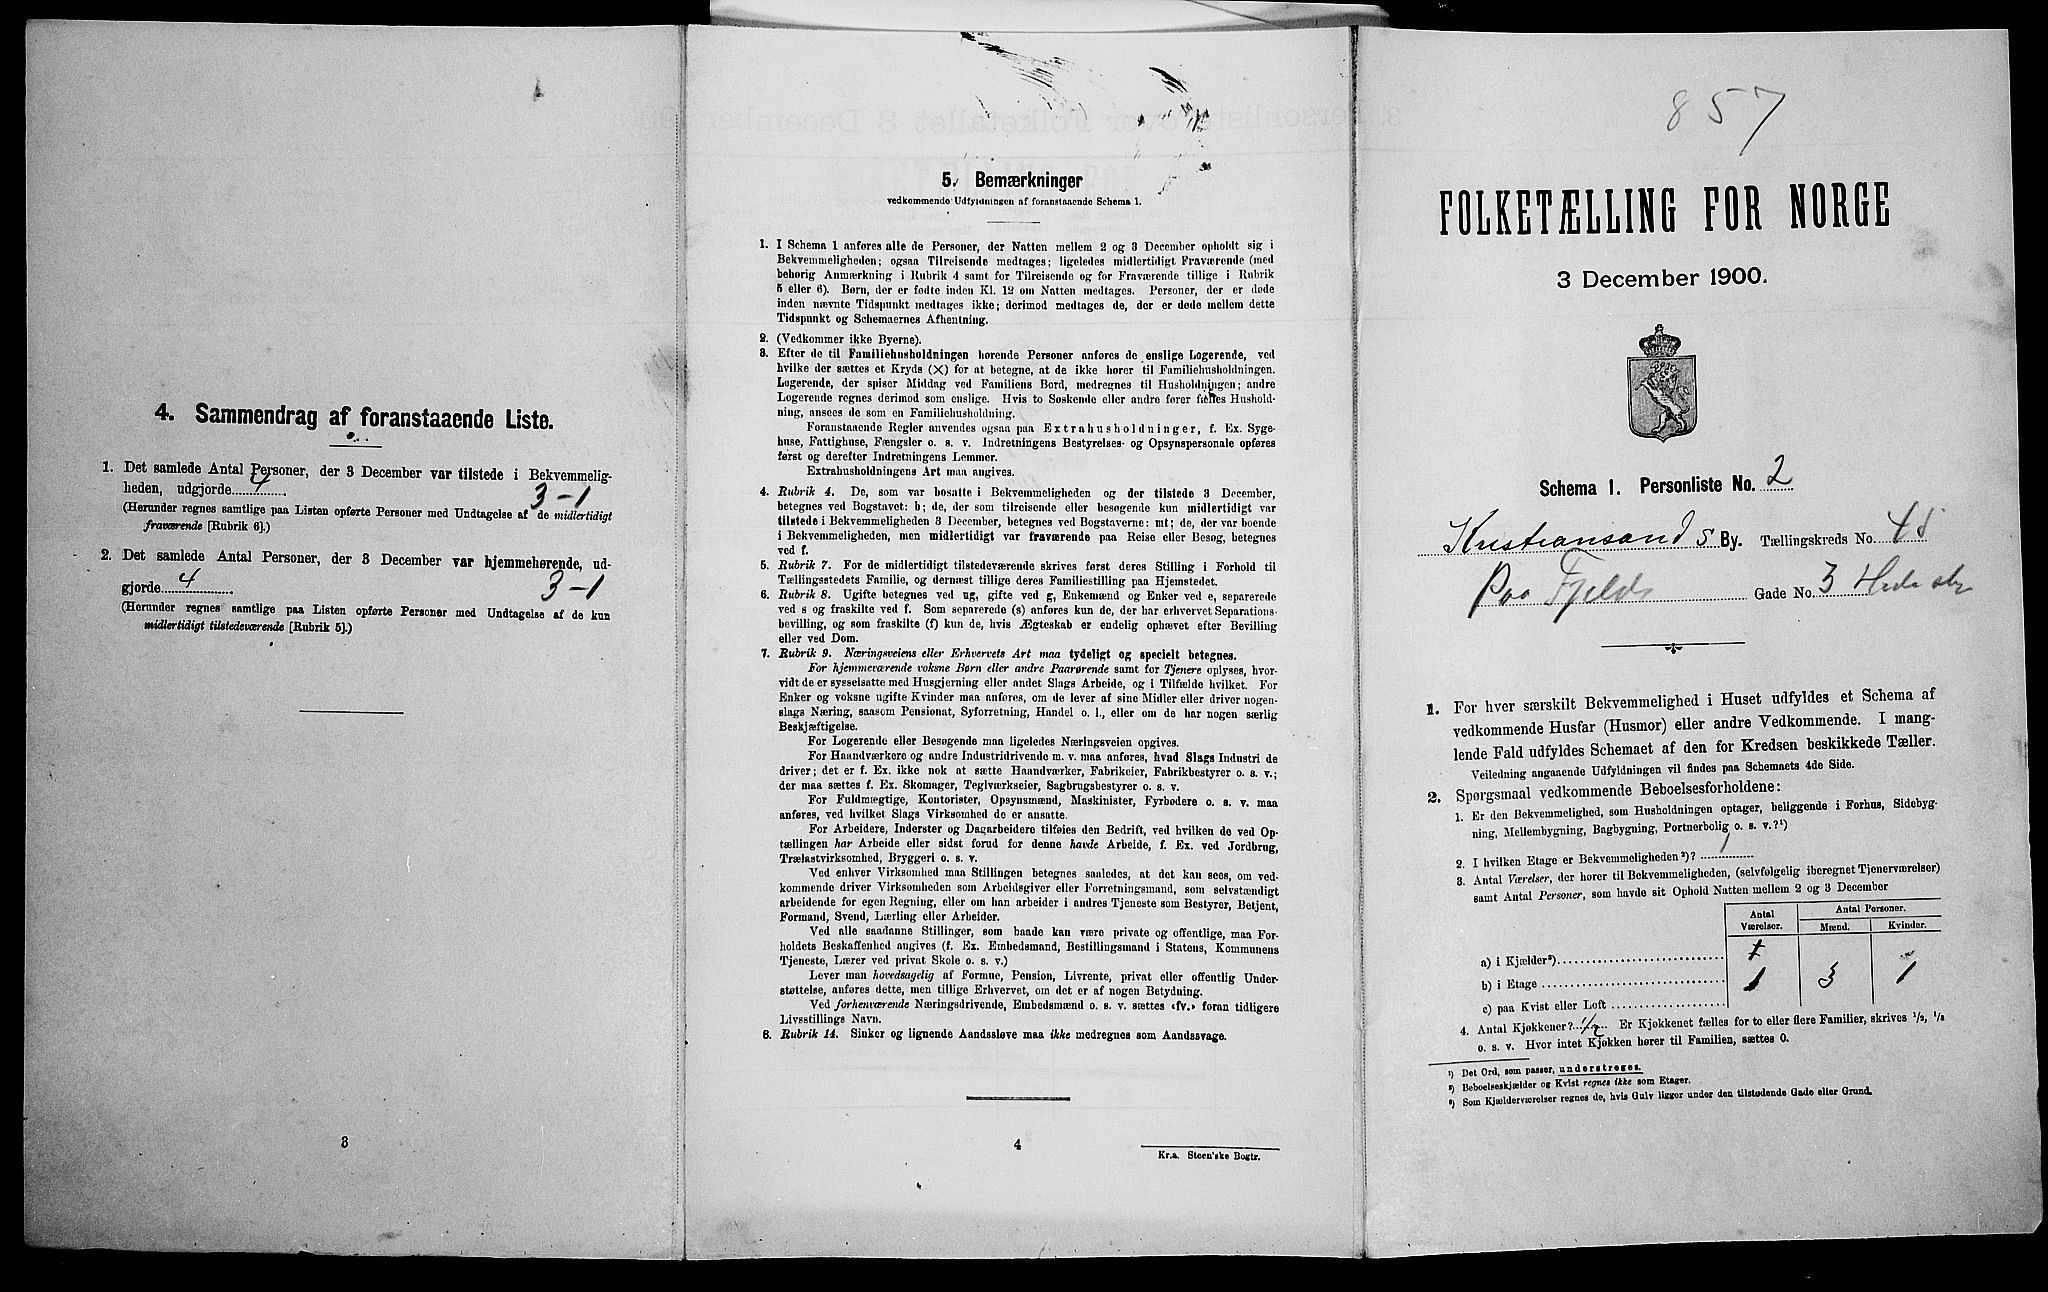 4. Sammendrag af foranstaaende Liste.
1. Det samlede Antal Personer, der 3 December var tilstede i Bekvemmelig-
heden, udgjorde 4 3-1
(Herunder regnes samtlige paa Listen opførte Personer med Undtagelse af de midlertidigt
fraværende [Rubrik 6].)
2. Det samlede Antal Personer, der 3 December var hjemmehørende, ud-
gjorde 4 3-1
(Herunder regnes samtlige paa Listen opførte Personer med Undtagelse af de kun
midlertidigt tilstedeværende [Rubrik 5].)
3
5. Bemærkninger
vedkommende Udfyldningen af foranstaaende Schema 1.
1. I Schema 1 anføres alle de Personer, der Natten mellem 2 og 3 December opholdt sig i
Bekvemmeligheden; ogsaa Tilreisende medtages; ligeledes midlertidigt Fraværende (med
behørig Anmærkning i Rubrik 4 samt for Tilreisende og for Fraværende tillige i Rubrik
5 eller 6). Børn, der er fødte inden Kl. 12 om Natten medtages. Personer, der er døde
inden nævnte Tidspunkt medtages ikke; derimod medtages de, der er døde mellem dette
Tidspunkt og Schemaernes Afhentning.
2. (Vedkommer ikke Byerne).
3. Efter de til Familiehusholdningen hørende Personer anføres de enslige Logerende, ved
hvilke der sættes et Kryds (×) for at betegne, at de ikke hører til Familiehusholdningen.
Logerende, der spiser Middag ved Familiens Bord, medregnes til Husholdningen; andre
Logerende regnes derimod som enslige. Hvis to Søskende eller andre fører fælles Hushold-
ning, ansees de som en Familiehusholdning.
Foranstaaende Regler anvendes ogsaa paa Extrahusholdninger, f. Ex. Syge-
huse, Fattighuse, Fængsler o. s. v. Indretningens Bestyrelses- og Opsynspersonale opføres
først og derefter Indretningens Lemmer.
Extrahusholdningens Art maa angives.
4. Rubrik 4. De, som var bosatte i Bekvemmeligheden og der tilstede 3 December,
betegnes ved Bogstavet: b; de, der som tilreisende eller besøgende kun midlertidigt var
tilstede i Bekvemmeligheden 3 December, betegnes ved Bogstaverne: mt; de, der var boende
i Bekvemmeligheden, men midlertidigt var fraværende paa Reise eller Besøg, betegnes
ved f.
5. Rubrik 7. For de midlertidigt tilstedeværende skrives først deres Stilling i Forhold til
Tællingsstedets Familie, og dernæst tillige deres Familiestilling paa Hjemstedet.
6. Rubrik 8. Ugifte betegnes ved ug, gifte ved g, Enkemænd og Enker ved e, separerede
ved s og fraskilte ved f. Som separerede (s) anføres kun de, der har erhvervet Separations-
bevilling, og som fraskilte (f) kun de, hvis Ægteskab er endelig ophævet efter Bevilling
eller ved Dom.
7. Rubrik 9. Næringsveiens eller Erhvervets Art maa tydeligt og specielt betegnes.
For hjemmeværende voksne Børn eller andre Paarørende samt for Tjenere oplyses, hvor-
vidt de er sysselsatte med Husgjerning eller andet Slags Arbeide, og i Tilfælde hvilket. For
Enker og voksne ugifte Kvinder maa anføres, om de lever af sine Midler eller driver nogen-
slags Næring, saasom Pensionat, Syforretning, Handel o. l., eller om de har nogen særlig
Beskjæftigelse.
For Logerende eller Besøgende maa ligeledes Næringsveien opgives.
For Haandværkere og andre Industridrivende m. v. maa anføres, hvad Slags Industri de
driver; det er f. Ex. ikke nok at sætte Haandværker, Fabrikeier, Fabrikbestyrer o. s. v.;
der maa sættes f. Ex. Skomager, Teglværkseier, Sagbrugsbestyrer o. s. v.
For Fuldmægtige, Kontorister, Opsynsmænd, Maskinister, Fyrbødere o. s. v. maa
anføres, ved hvilket Slags Virksomhed de er ansatte.
For Arbeidere, Inderster og Dagarbeidere tilføies den Bedrift, ved hvilken de ved Op-
tællingen har Arbeide eller sidst forud for denne havde Arbeide, f. Ex. ved Jordbrug,
Trælastvirksomhed, Bryggeri o. s. v.
Ved enhver Virksomhed maa Stillingen betegnes saaledes, at det kan sees, om ved-
kommende driver Virksomheden som Arbeidsgiver eller Forretningsmand, som selvstændigt
arbeidende for egen Regning, eller om han arbeider i andres Tjeneste som Bestyrer, Betjent,
Formand, Svend, Lærling eller Arbeider.
Ved alle saadanne Stillinger, som baade kan være private og offentlige, maa For-
holdets Beskaffenhed angives (f. Ex. Embedsmand, Bestillingsmand i Statens, Kommunens
Tjeneste, Lærer ved privat Skole o. s. v.)
Lever man hovedsagelig af Formue, Pension, Livrente, privat eller offentlig Under-
støttelse, anføres dette, men tillige Erhvervet, om det er af nogen Betydning.
Ved forhenværende Næringsdrivende, Embedsmænd o. s. v. sættes «fv.» foran tidligere
Livsstillings Navn.
8. Rubrik 14. Sinker og lignende Aandssløve maa ikke medregnes som Aandssvage.
4
Kr.a. Steen'ske Bogtr.
857
FOLKETÆLLING FOR NORGE
3 December 1900.
Schema 1. Personliste No. 2
Kristiansand S By. Tællingskreds No. 48
Paa Fjeldet Gade No. 3
1. For hver særskilt Bekvemmelighed i Huset udfyldes et Schema af
vedkommende Husfar (Husmor) eller andre Vedkommende. I mang-
lende Fald udfyldes Schemaet af den for Kredsen beskikkede Tæller.
Veiledning angaaende Udfyldningen vil findes paa Schemaets 4de Side.
2. Spørgsmaal vedkommende Beboelsesforholdene:
1. Er den Bekvemmelighed, som Husholdningen optager, beliggende i Forhus, Sidebyg-
ning, Mellembygning, Bagbygning, Portnerbolig o. s. v.?¹)
2. I hvilken Etage er Bekvemmeligheden²)? 1
3. Antal Værelser, der hører til Bekvemmeligheden, (selvfølgelig iberegnet Tjenerværelser)
samt Antal Personer, som havde sit Ophold Natten mellem 2 og 3 December
Antal Værelser. Antal Personer.
Mænd. Kvinder.
a) i Kjælder³)
b) i Etage 1 3 1
c) paa Kvist eller Loft
4. Antal Kjøkkener? 1/2 Er Kjøkkenet fælles for to eller flere Familier, skrives ¹/₂, ¹/₃
o. s. v. Hvor intet Kjøkken hører til Familien, sættes 0.
¹) Det Ord, som passer, understreges.
²) Beboelseskjælder og Kvist regnes ikke som Etager.
³) Som Kjælderværelser regnes de, hvis Gulv ligger under den tilstødende Gade eller Grund.